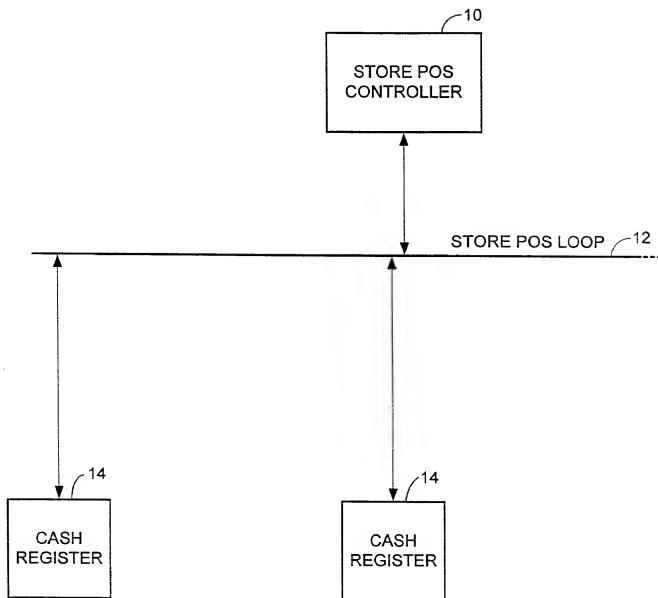 10
STORE POS
CONTROLLER
STORE POS LOOP
12
14
CASH
REGISTER
14
CASH
REGISTER